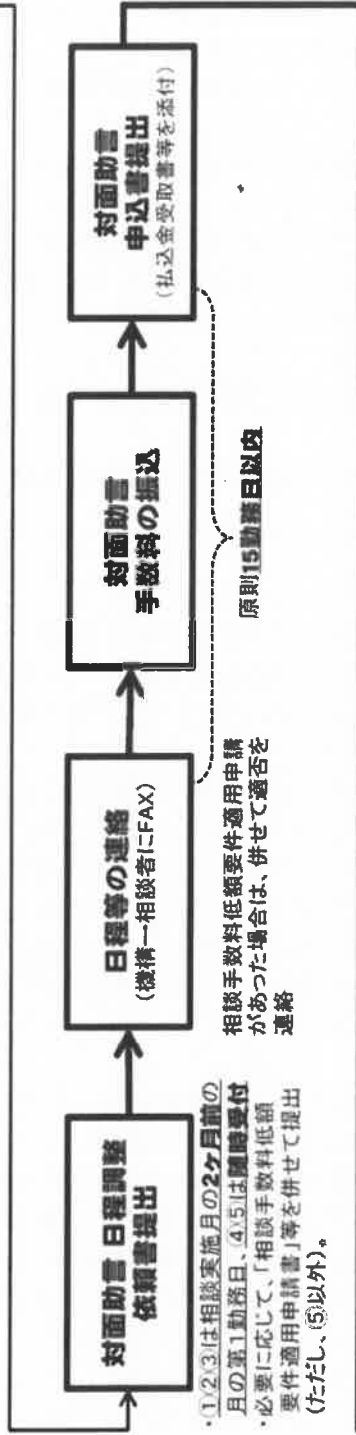 対面助言 日程調整
依頼書提出
・①②③は相談実施月の2ヶ月前の
月の第1勤務日、④⑤は随時受付
・必要に応じて、「相談手数料低額
要件適用申請書」等を併せて提出
(ただし、⑤以外)。
日程等の連絡
(機構ー相談者にFAX)
相談手数料低額要件適用申請
があった場合は、併せて適否を
連絡
対面助言
手数料の振込
原則15勤務日以内
対面助言
申込書提出
(払込金受取書等を添付)